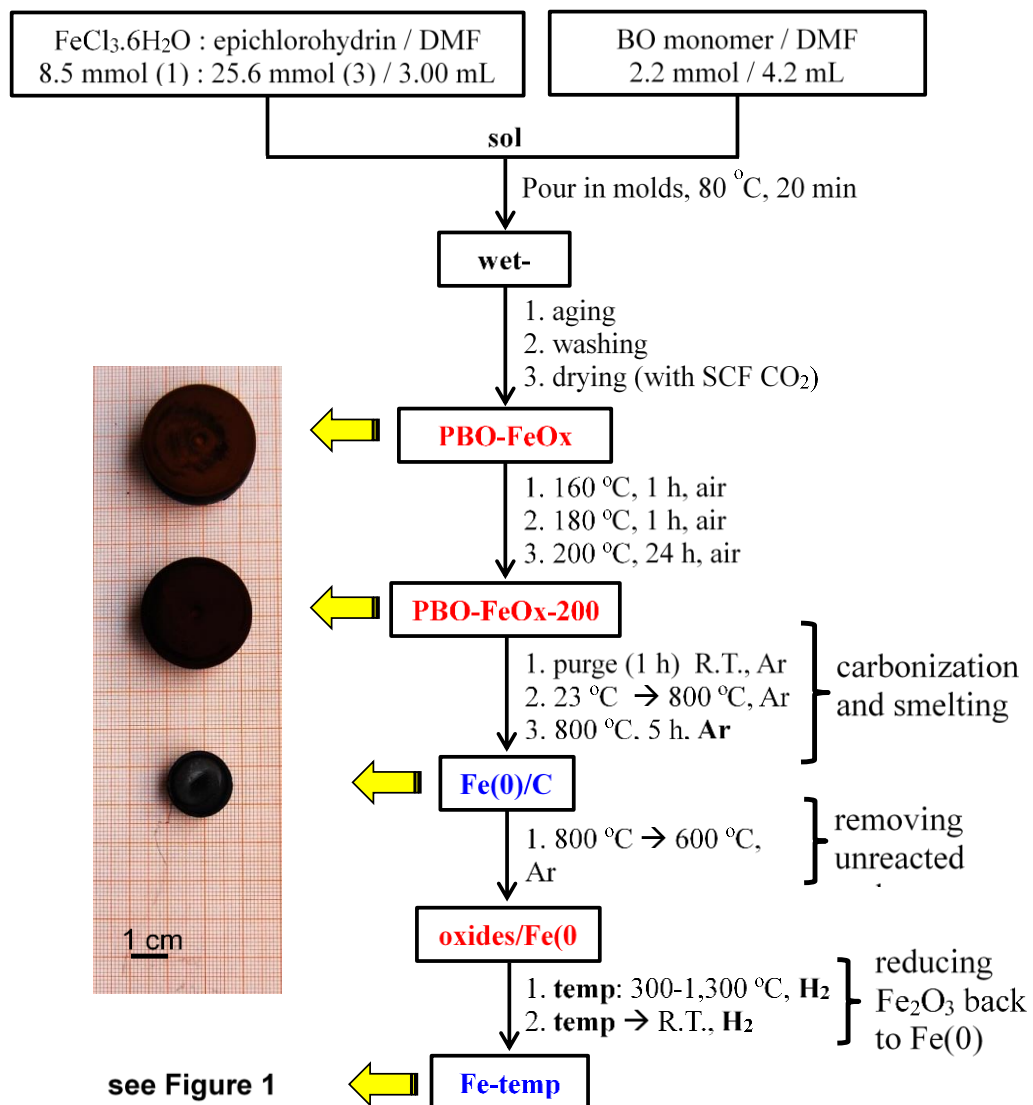 FeCl₃.6H₂O : epichlorohydrin / DMF
8.5 mmol (1) : 25.6 mmol (3) / 3.00 mL
BO monomer / DMF
2.2 mmol / 4.2 mL
sol
Pour in molds, 80 °C, 20 min
wet-
1. aging
2. washing
3. drying (with SCF CO₂)
PBO-FeOx
1. 160 °C, 1 h, air
2. 180 °C, 1 h, air
3. 200 °C, 24 h, air
PBO-FeOx-200
1. purge (1 h) R.T., Ar
2. 23 °C → 800 °C, Ar
3. 800 °C, 5 h, Ar
carbonization
and smelting
Fe(0)/C
1. 800 °C → 600 °C,
Ar
removing
unreacted
oxides/Fe(0
1 cm
1. temp: 300-1,300 °C, H₂
2. temp → R.T., H₂
reducing
Fe₂O₃ back
to Fe(0)
see Figure 1
Fe-temp